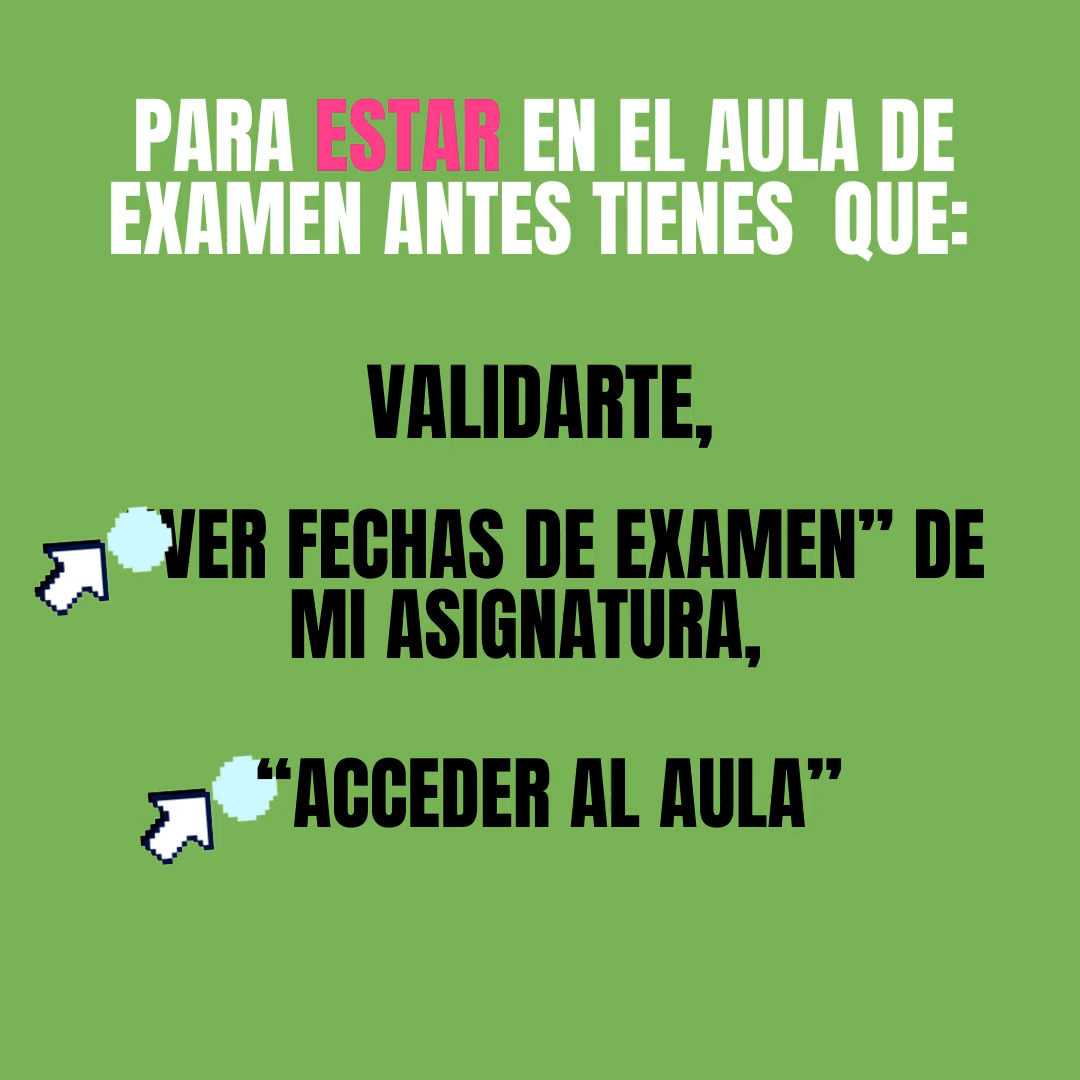 PARA ESTAR EN EL AULA DE
EXAMEN ANTES TIENES QUE:
VALIDARTE,
VER FECHAS DE EXAMEN” DE
MI ASIGNATURA,
“ACCEDER AL AULA”